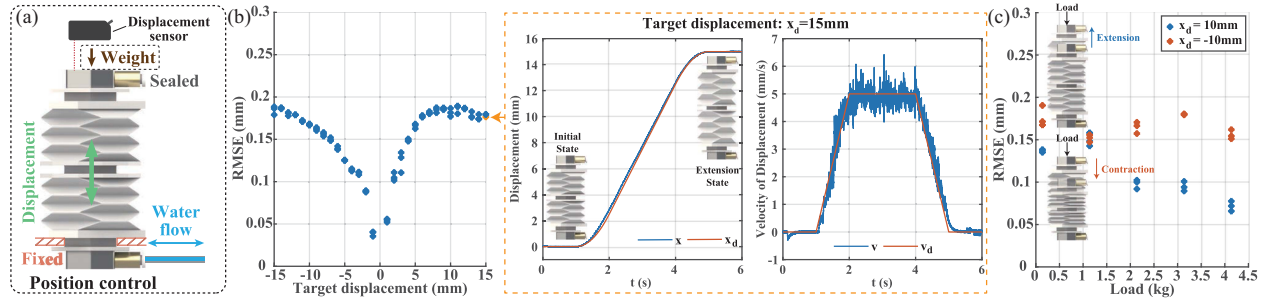 (a)
Displacement
sensor
Weight
Sealed
Displacement
Water
flow
Fixed
Position control
(b)
0.3
0.25
0.2
0.15
0.1
0.05
0
RMSE (mm)
-15
-10
-5
0
5
10
15
Target displacement (mm)
Target displacement: x_d=15mm
16
14
12
10
8
6
4
2
0
Displacement (mm)
Initial
State
Extension
State
x
x_d
0
2
4
6
t (s)
7
6
5
4
3
2
1
0
-1
Velocity of Displacement (mm/s)
v
v_d
0
2
4
6
t (s)
(c)
0.3
0.25
0.2
0.15
0.1
0.05
0
RMSE (mm)
Load
Extension
Load
Contraction
x_d = 10mm
x_d = -10mm
0
0.5
1
1.5
2
2.5
3
3.5
4
4.5
Load (kg)